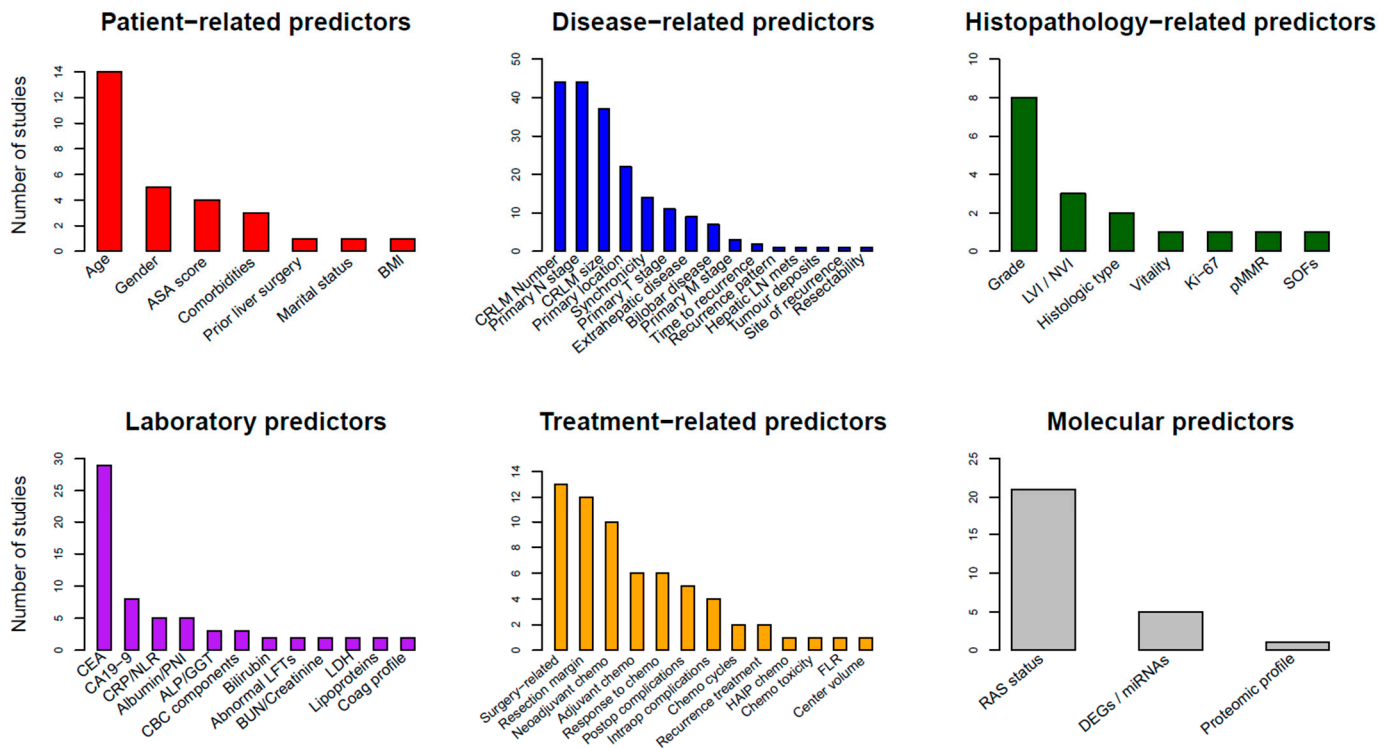 Patient−related predictors
Number of studies
14
12
10
8
6
4
2
0
Age
Gender
ASA score
Comorbidities
Prior liver surgery
Marital status
BMI
Disease−related predictors
50
40
30
20
10
0
CRLM Number
Primary N stage
CRLM size
Primary location
Synchronicity
Primary T stage
Extrahepatic disease
Bilobar disease
Primary M stage
Time to recurrence
Recurrence pattern
Hepatic LN mets
Tumour deposits
Site of recurrence
Resectability
Histopathology−related predictors
10
8
6
4
2
0
Grade
LVI / NVI
Histologic type
Vitality
Ki−67
pMMR
SOFs
Laboratory predictors
Number of studies
30
25
20
15
10
5
0
CEA
CA19−9
CRP/NLR
Albumin/PNI
ALP/GGT
CBC components
Bilirubin
Abnormal LFTs
BUN/Creatinine
LDH
Lipoproteins
Coag profile
Treatment−related predictors
14
12
10
8
6
4
2
0
Surgery−related
Resection margin
Neoadjuvant chemo
Adjuvant chemo
Response to chemo
Postop complications
Intraop complications
Chemo cycles
Recurrence treatment
HAIP chemo
Chemo toxicity
FLR
Center volume
Molecular predictors
25
20
15
10
5
0
RAS status
DEGs / miRNAs
Proteomic profile